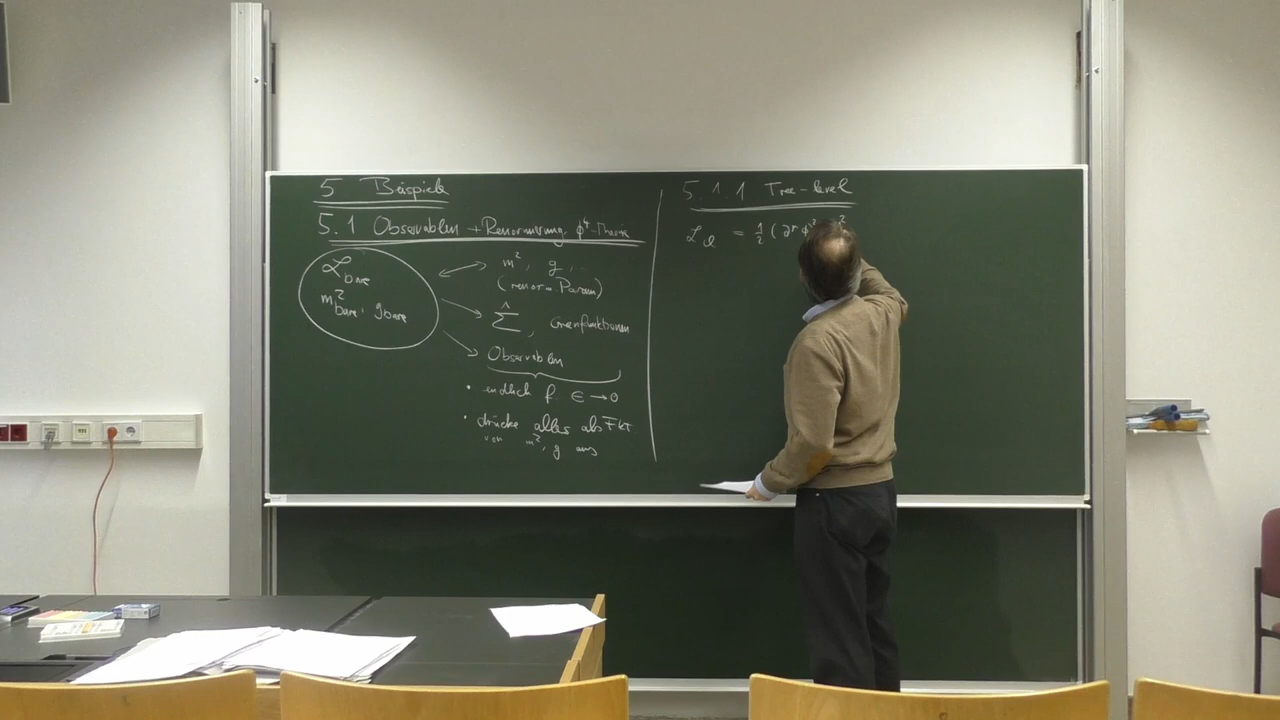 5 Beispiele
5.1 Observablen + Renormierung φ⁴-Theorie
ℒ_bare
m²_bare, g_bare
m², g, ..
(renorm. Param)
Σ̂, Greenfunktionen
Observablen
• endlich f. ε → 0
• drücke alles als Fkt
von m², g aus
5.1.1 Tree-level
ℒ_cl = ½ (∂^μ φ)²